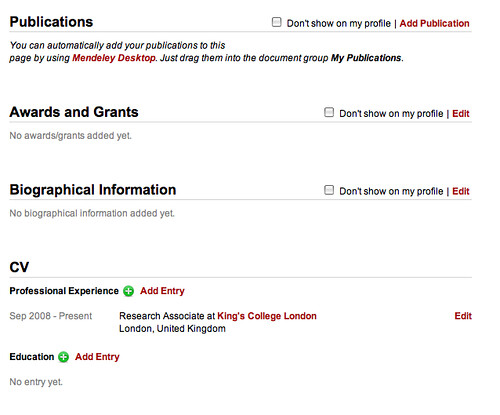 Publications Don't show on my profile | Add Publication
You can automatically add your publications to this
page by using Mendeley Desktop. Just drag them into the document group My Publications.
Awards and Grants Don't show on my profile | Edit
No awards/grants added yet.
Biographical Information Don't show on my profile | Edit
No biographical information added yet.
CV
Professional Experience Add Entry
Sep 2008 - Present Research Associate at King's College London Edit
London, United Kingdom
Education Add Entry
No entry yet.